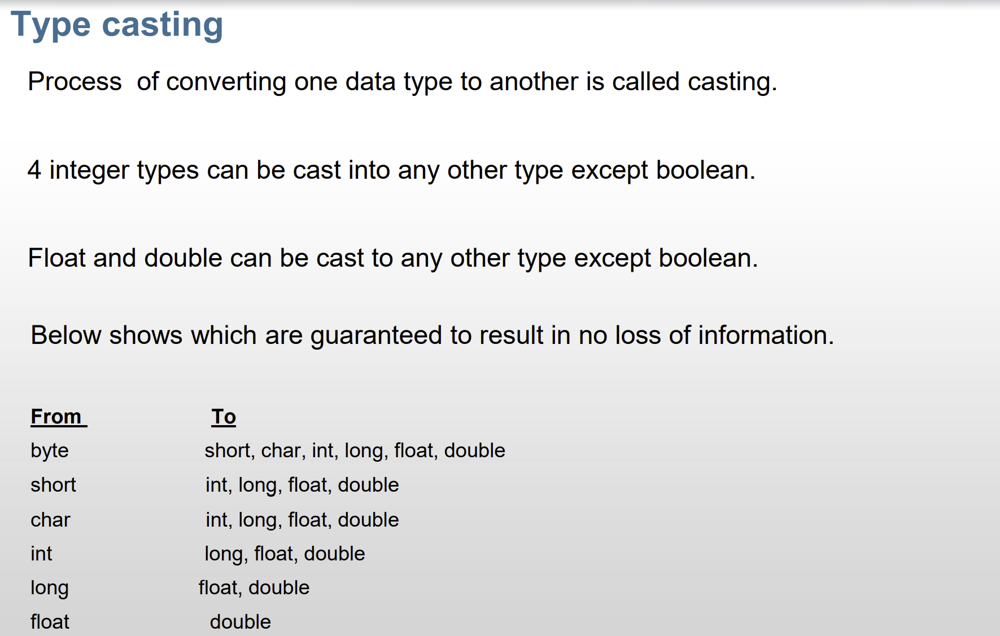 Type casting
Process  of converting one data type to another is called casting.
4 integer types can be cast into any other type except boolean.
Float and double can be cast to any other type except boolean.
Below shows which are guaranteed to result in no loss of information.
From To
byte short, char, int, long, float, double
short int, long, float, double
char int, long, float, double
int long, float, double
long float, double
float double